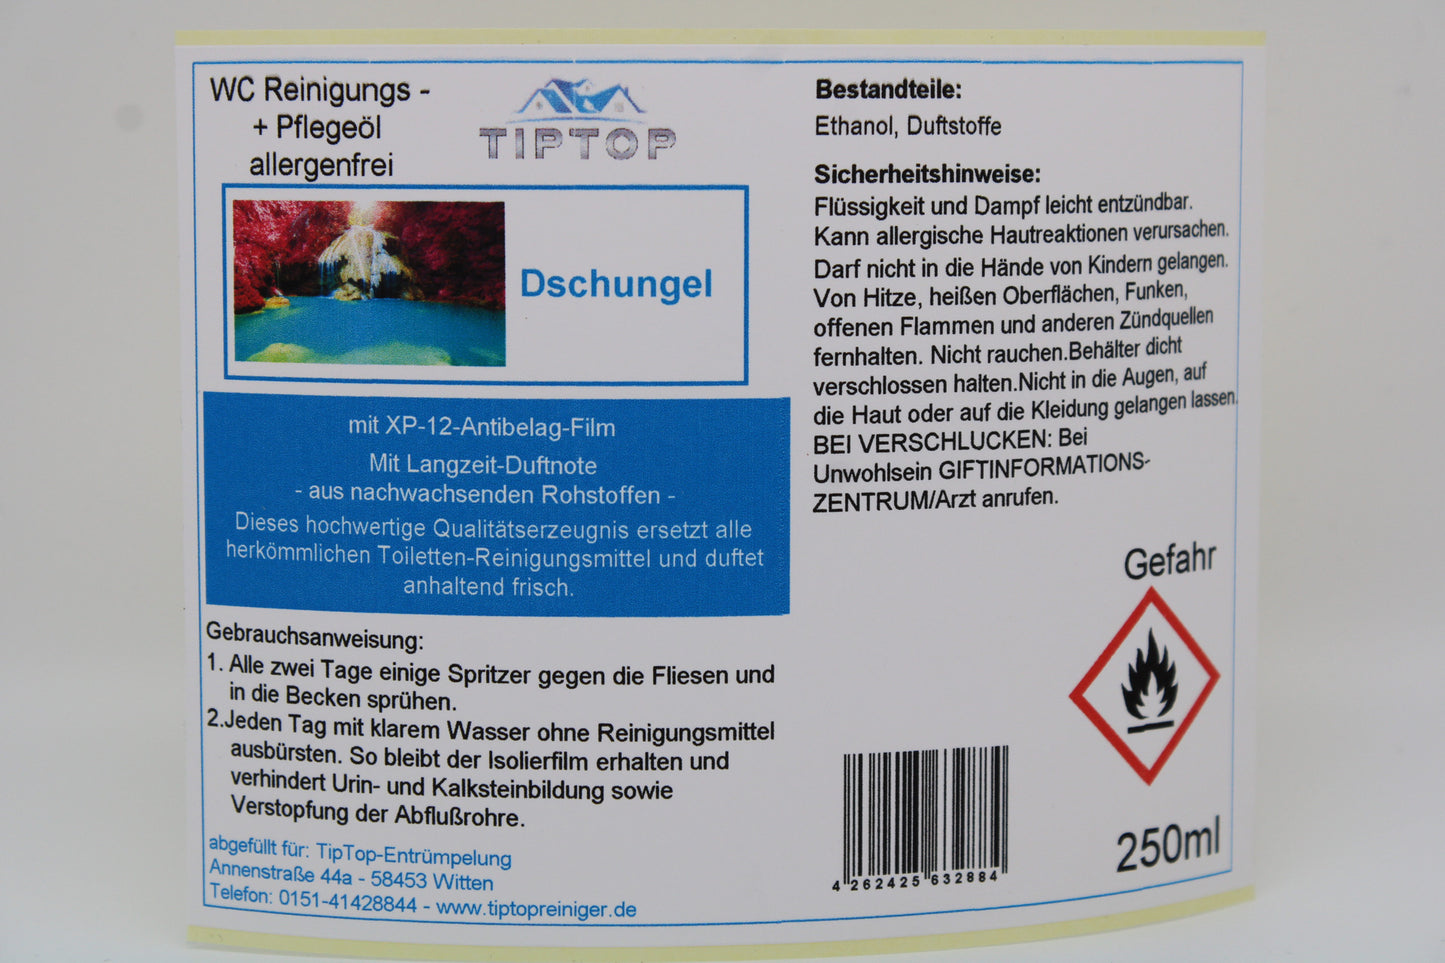 WC Reinigungs -
+ Pflegeöl
allergenfrei
TIPTOP
Dschungel
mit XP-12-Antibelag-Film
Mit Langzeit-Duftnote
- aus nachwachsenden Rohstoffen -
Dieses hochwertige Qualitätserzeugnis ersetzt alle
herkömmlichen Toiletten-Reinigungsmittel und duftet
anhaltend frisch.
Gebrauchsanweisung:
1. Alle zwei Tage einige Spritzer gegen die Fliesen und
in die Becken sprühen.
2.Jeden Tag mit klarem Wasser ohne Reinigungsmittel
ausbürsten. So bleibt der Isolierfilm erhalten und
verhindert Urin- und Kalksteinbildung sowie
Verstopfung der Abflußrohre.
abgefüllt für: TipTop-Entrümpelung
Annenstraße 44a - 58453 Witten
Telefon: 0151-41428844 - www.tiptopreiniger.de
Bestandteile:
Ethanol, Duftstoffe
Sicherheitshinweise:
Flüssigkeit und Dampf leicht entzündbar.
Kann allergische Hautreaktionen verursachen.
Darf nicht in die Hände von Kindern gelangen.
Von Hitze, heißen Oberflächen, Funken,
offenen Flammen und anderen Zündquellen
fernhalten. Nicht rauchen.Behälter dicht
verschlossen halten.Nicht in die Augen, auf
die Haut oder auf die Kleidung gelangen lassen.
BEI VERSCHLUCKEN: Bei
Unwohlsein GIFTINFORMATIONS-
ZENTRUM/Arzt anrufen.
Gefahr
4 262425 632884
250ml